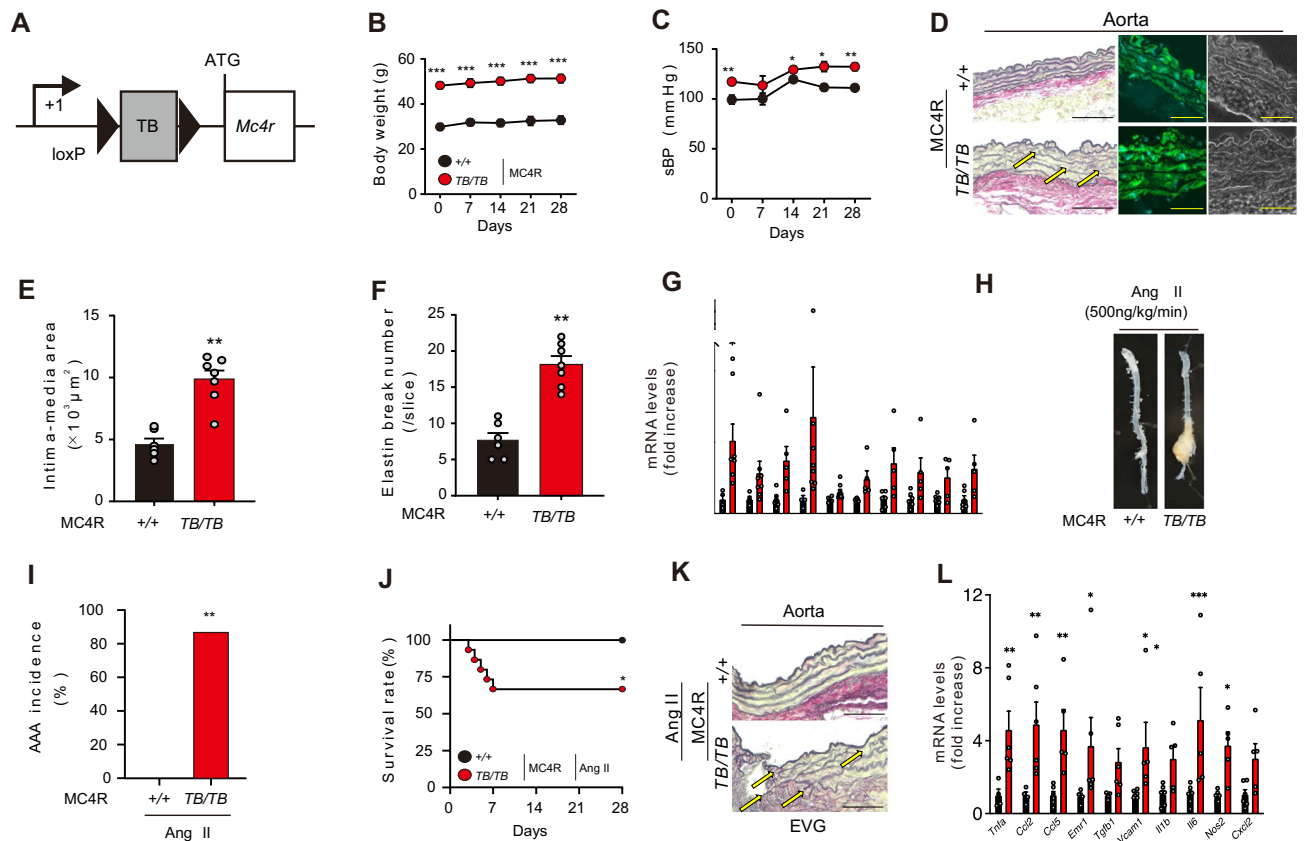 A
+1
loxP
TB
ATG
Mc4r
B
Body weight (g)
60
40
20
0
*** *** *** *** ***
+/+
TB/TB
MC4R
0 7 14 21 28
Days
C
sBP (mmHg)
150
100
50
0
** * * **
0 7 14 21 28
Days
D
Aorta
MC4R
+/+
TB/TB
E
Intima-media area
(× 10³ µm²)
15
10
5
0
**
MC4R +/+ TB/TB
F
Elastin break number
(/slice)
25
20
15
10
5
0
**
MC4R +/+ TB/TB
G
mRNA levels
(fold increase)
H
Ang II
(500ng/kg/min)
MC4R +/+ TB/TB
I
AAA incidence
(%)
100
80
60
40
20
0
**
MC4R +/+ TB/TB
Ang II
J
Survival rate (%)
100
75
50
25
0
*
+/+
TB/TB
MC4R
Ang II
0 7 14 21 28
Days
K
Aorta
Ang II
MC4R
+/+
TB/TB
EVG
L
mRNA levels
(fold increase)
12
8
4
0
** ** ** * * * *** *
Tnfa Ccl2 Ccl5 Emr1 Tgfb1 Vcam1 Il1b Il6 Nos2 Cxcl2